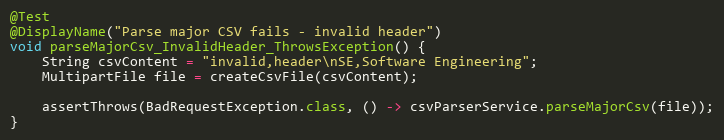 @Test
@DisplayName("Parse major CSV fails - invalid header")
void parseMajorCsv_InvalidHeader_ThrowsException() {
    String csvContent = "invalid,header\nSE,Software Engineering";
    MultipartFile file = createCsvFile(csvContent);

    assertThrows(BadRequestException.class, () -> csvParserService.parseMajorCsv(file));
}